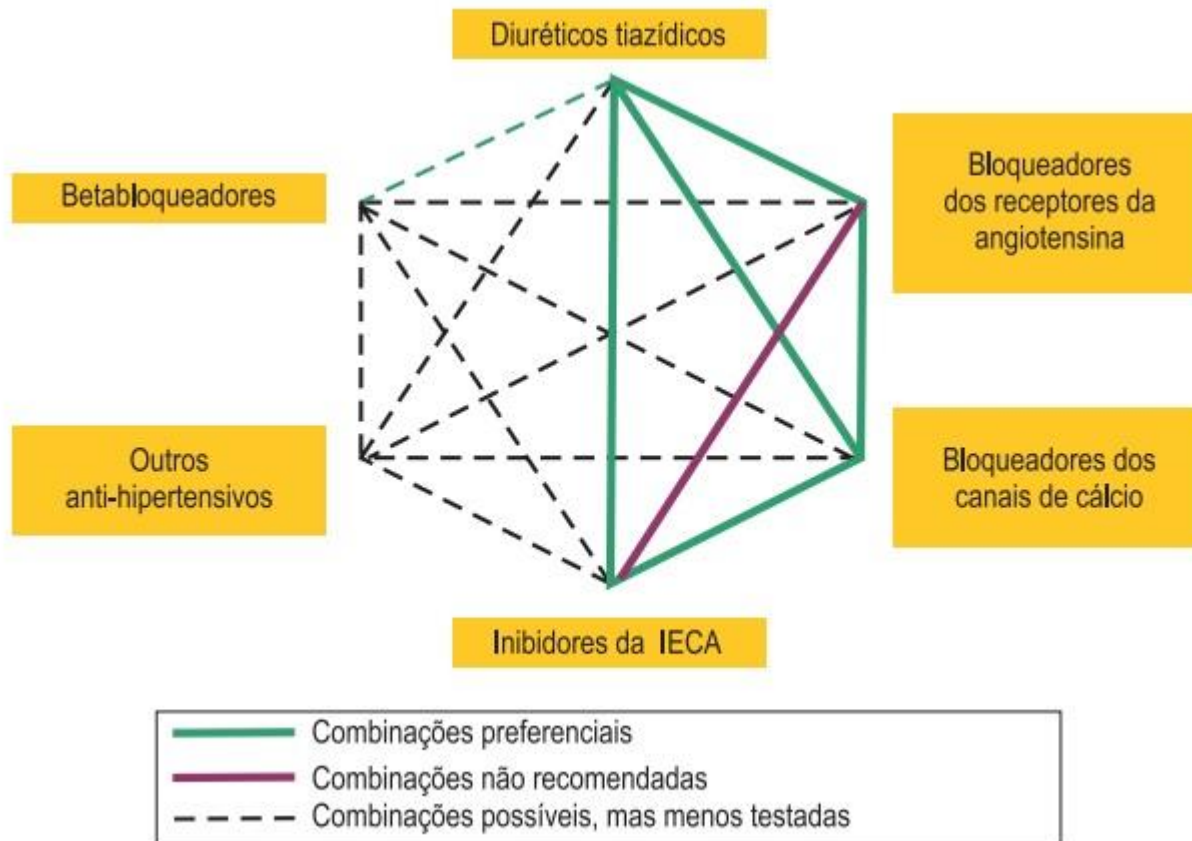 Diuréticos tiazídicos
Betabloqueadores
Bloqueadores
dos receptores da
angiotensina
Outros
anti-hipertensivos
Bloqueadores dos
canais de cálcio
Inibidores da IECA
Combinações preferenciais
Combinações não recomendadas
Combinações possíveis, mas menos testadas